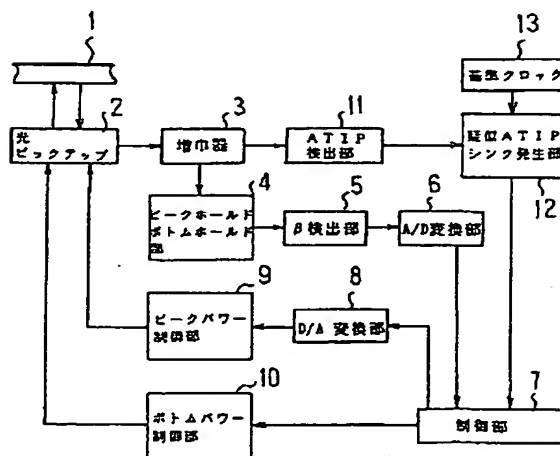 1
13
基準クロック
2
光
ピックアップ
3
増巾器
11
ATIP
検出部
疑似ATIP
シンク発生部
12
4
ピークホールド
ボトムホールド
部
5
β検出部
6
A/D変換部
9
ピークパワー
制御部
8
D/A 変換部
10
ボトムパワー
制御部
7
制御部